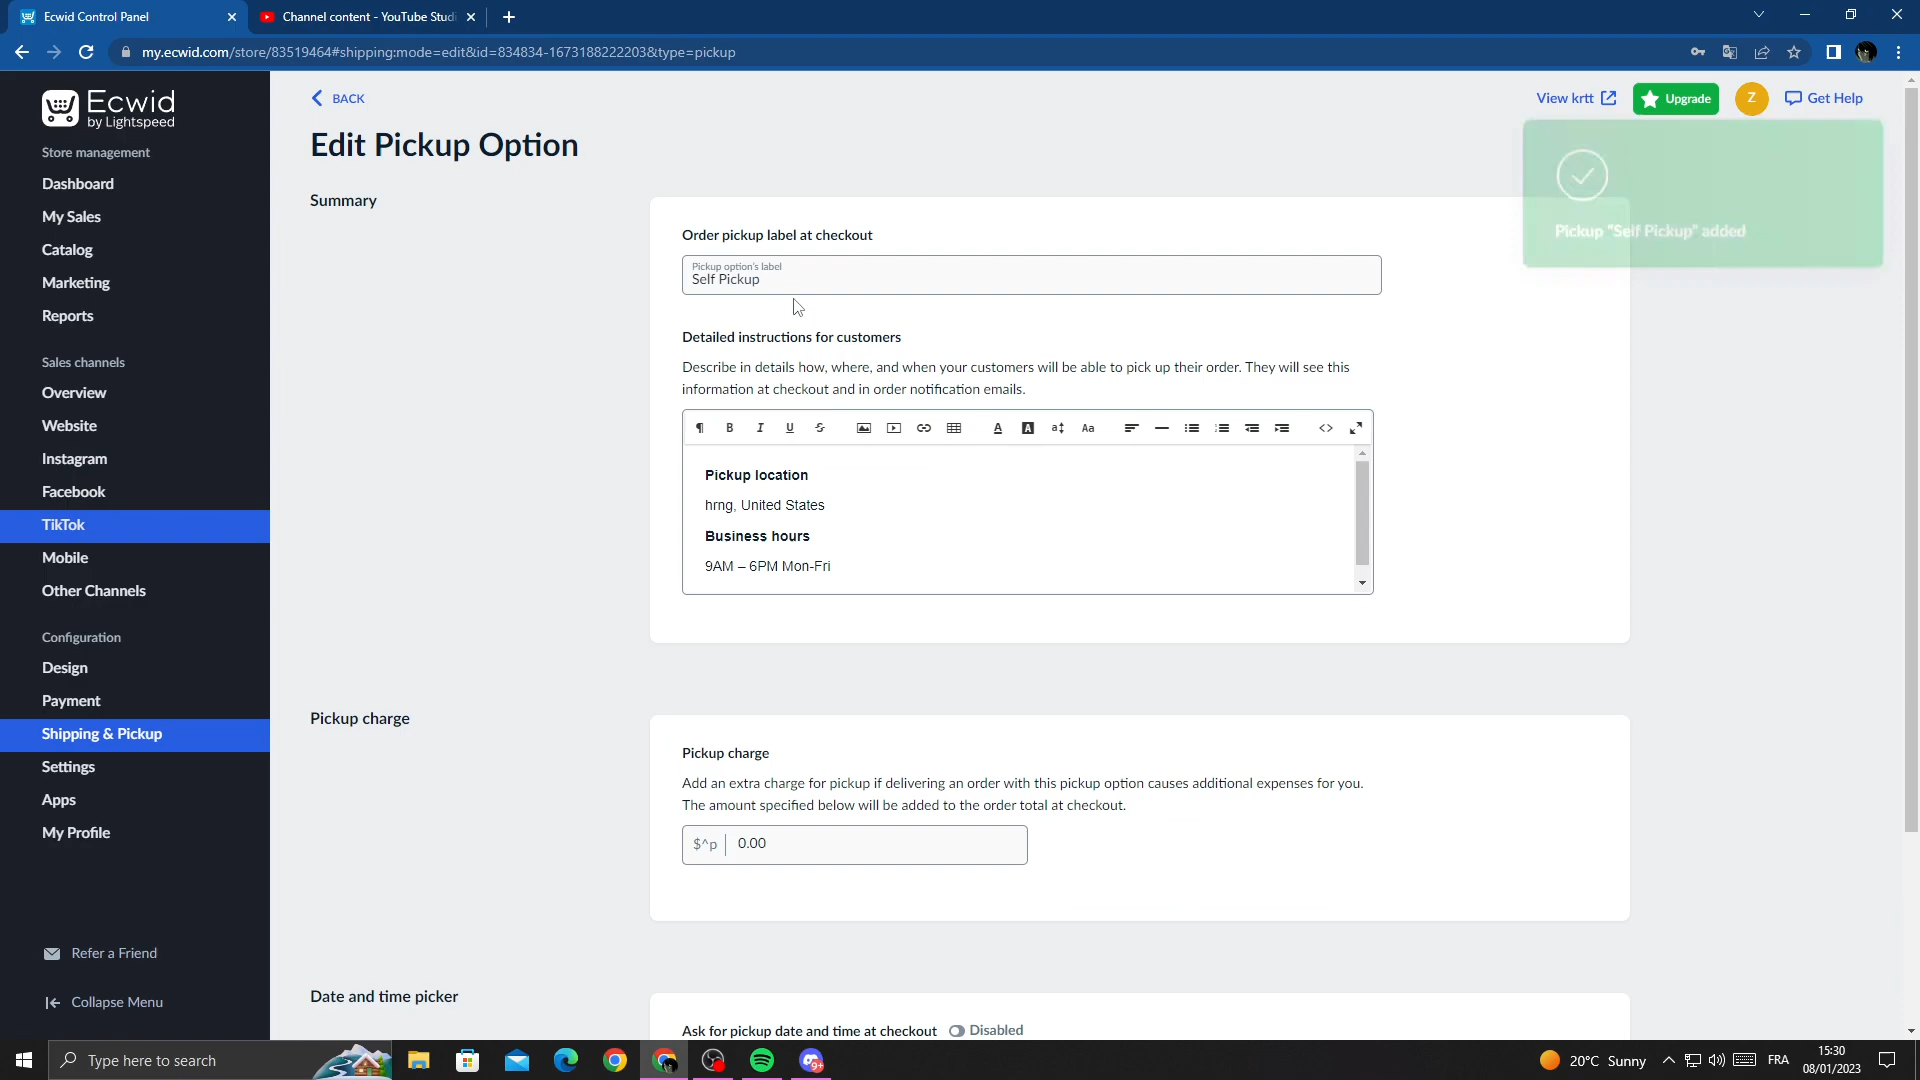 Ecwid Control Panel
Channel content - YouTube Studi
my.ecwid.com/store/83519464#shipping:mode=edit&id=834834-1673188222203&type=pickup
Ecwid
by Lightspeed
Store management
Dashboard
My Sales
Catalog
Marketing
Reports
Sales channels
Overview
Website
Instagram
Facebook
TikTok
Mobile
Other Channels
Configuration
Design
Payment
Shipping & Pickup
Settings
Apps
My Profile
Refer a Friend
Collapse Menu
BACK
View krtt
Upgrade
Z
Get Help
Edit Pickup Option
Pickup "Self Pickup" added
Summary
Order pickup label at checkout
Pickup option's label
Self Pickup
Detailed instructions for customers
Describe in details how, where, and when your customers will be able to pick up their order. They will see this
information at checkout and in order notification emails.
Pickup location
hrng, United States
Business hours
9AM – 6PM Mon-Fri
Pickup charge
Pickup charge
Add an extra charge for pickup if delivering an order with this pickup option causes additional expenses for you.
The amount specified below will be added to the order total at checkout.
$^p 0.00
Date and time picker
Ask for pickup date and time at checkout Disabled
Type here to search
9+
20°C Sunny
FRA
15:30
08/01/2023